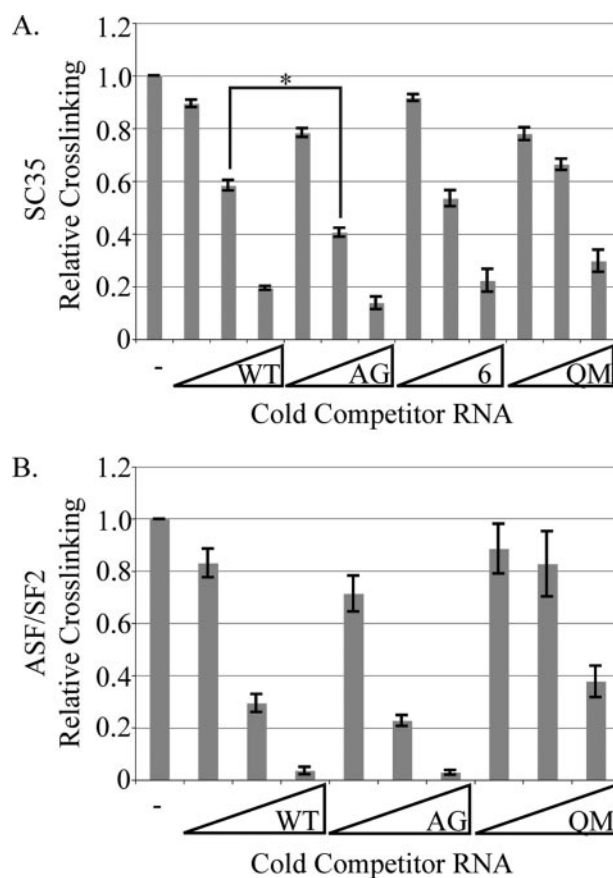 A.
SC35
Relative Crosslinking
1.2
1.0
0.8
0.6
0.4
0.2
0
*
- WT AG 6 QM
Cold Competitor RNA
B.
ASF/SF2
Relative Crosslinking
1.2
1.0
0.8
0.6
0.4
0.2
0
- WT AG QM
Cold Competitor RNA